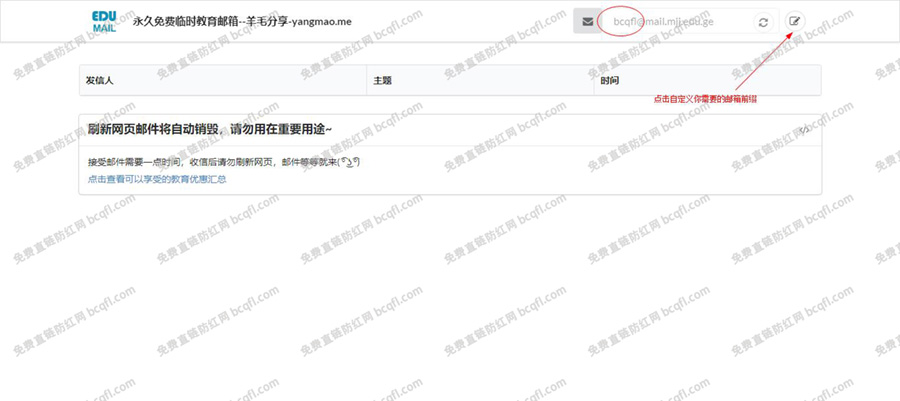 EDU
MAIL
永久免费临时教育邮箱--羊毛分享-yangmao.me
bcqfl@mail.mji.edu.ge
发信人 主题 时间
点击自定义你需要的邮箱前缀
刷新网页邮件将自动销毁，请勿用在重要用途~
接受邮件需要一点时间，收信后请勿刷新网页，邮件等等就来( ͡° ͜ʖ ͡°)
点击查看可以享受的教育优惠汇总
免费直链防红网 bcqfl.com